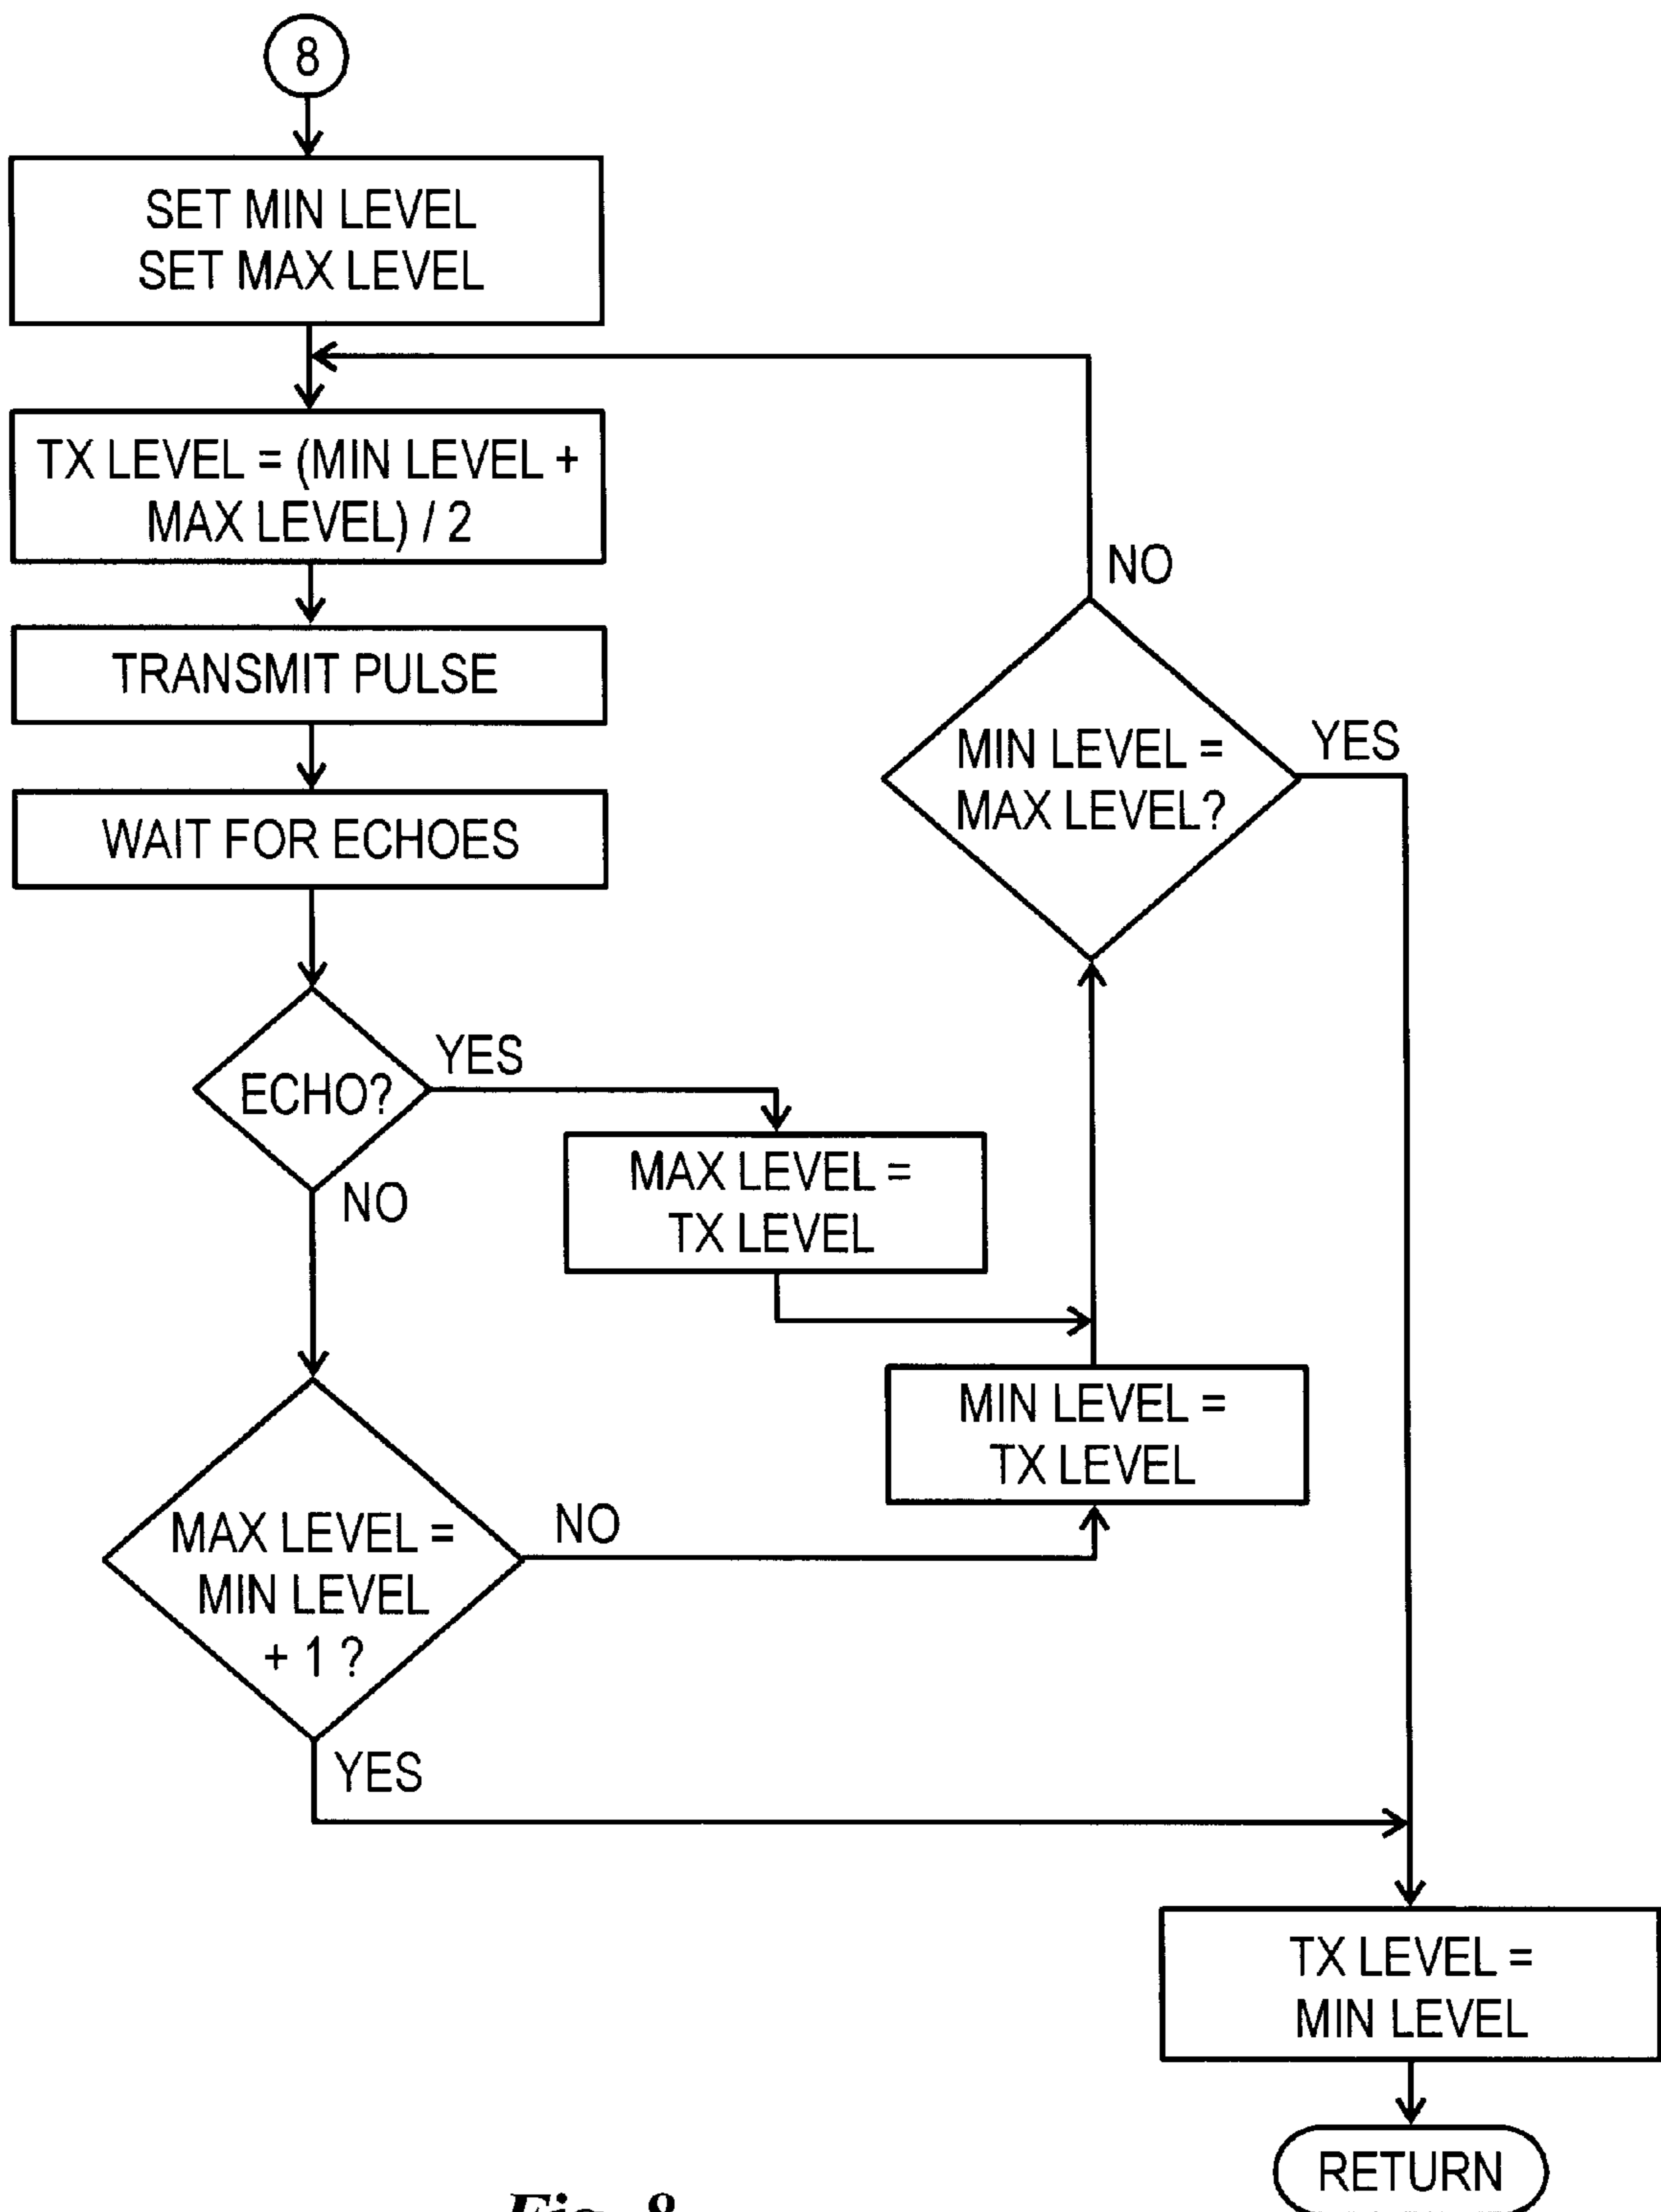 8
SET MIN LEVEL
SET MAX LEVEL
TX LEVEL = (MIN LEVEL +
MAX LEVEL) / 2
TRANSMIT PULSE
WAIT FOR ECHOES
ECHO?
YES
NO
MAX LEVEL =
TX LEVEL
MAX LEVEL =
MIN LEVEL
+ 1 ?
NO
YES
MIN LEVEL =
TX LEVEL
MIN LEVEL =
MAX LEVEL?
NO
YES
TX LEVEL =
MIN LEVEL
RETURN
Fig. 8